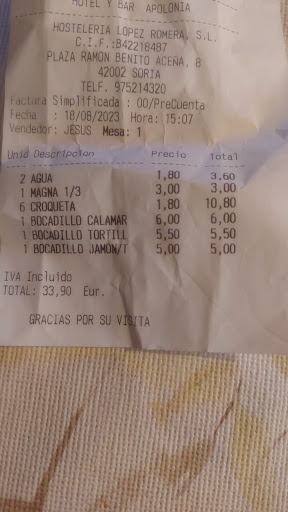 HOTEL Y BAR APOLONIA
HOSTELERIA LOPEZ ROMERA, S.L.
C.I.F.:B42218487
PLAZA RAMON BENITO ACEÑA, 8
42002 SORIA
TELF. 975214320
Factura Simplificada : 00/PreCuenta
Fecha : 18/08/2023 Hora: 15:07
Vendedor: JESUS Mesa: 1
Unid Descripcion Precio Total
2 AGUA 1,80 3,60
1 MAGNA 1/3 3,00 3,00
6 CROQUETA 1,80 10,80
1 BOCADILLO CALAMAR 6,00 6,00
1 BOCADILLO TORTILL 5,50 5,50
1 BOCADILLO JAMON/T 5,00 5,00
IVA Incluido
TOTAL: 33,90 Eur.
GRACIAS POR SU VISITA